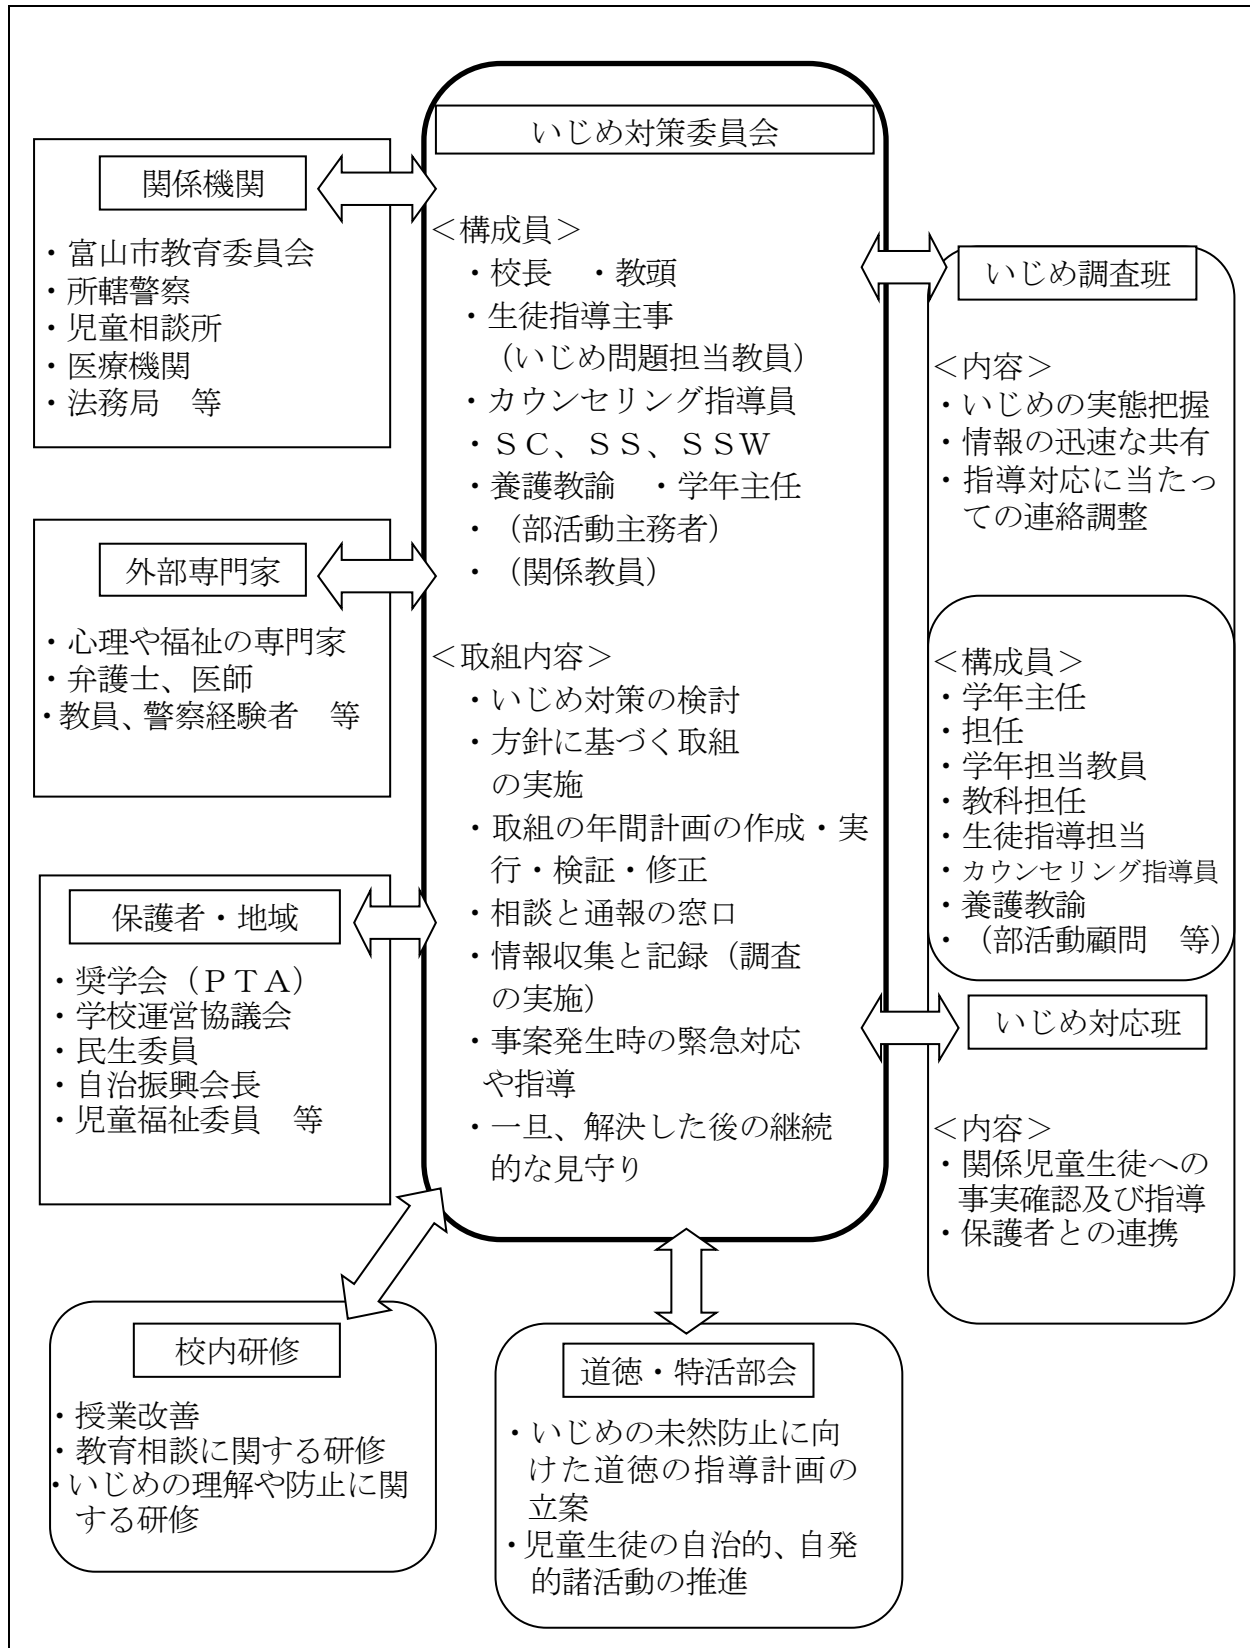 いじめ対策委員会
＜構成員＞
・校長　・教頭
・生徒指導主事
（いじめ問題担当教員）
・カウンセリング指導員
・ＳＣ、ＳＳ、ＳＳＷ
・養護教諭　・学年主任
・（部活動主務者）
・（関係教員）
＜取組内容＞
・いじめ対策の検討
・方針に基づく取組
の実施
・取組の年間計画の作成・実
行・検証・修正
・相談と通報の窓口
・情報収集と記録（調査
の実施）
・事案発生時の緊急対応
や指導
・一旦、解決した後の継続
的な見守り
関係機関
・富山市教育委員会
・所轄警察
・児童相談所
・医療機関
・法務局　等
外部専門家
・心理や福祉の専門家
・弁護士、医師
・教員、警察経験者　等
保護者・地域
・奨学会（ＰＴＡ）
・学校運営協議会
・民生委員
・自治振興会長
・児童福祉委員　等
いじめ調査班
＜内容＞
・いじめの実態把握
・情報の迅速な共有
・指導対応に当たっ
ての連絡調整
＜構成員＞
・学年主任
・担任
・学年担当教員
・教科担任
・生徒指導担当
・カウンセリング指導員
・養護教諭
・（部活動顧問　等）
いじめ対応班
＜内容＞
・関係児童生徒への
事実確認及び指導
・保護者との連携
校内研修
・授業改善
・教育相談に関する研修
・いじめの理解や防止に関
する研修
道徳・特活部会
・いじめの未然防止に向
けた道徳の指導計画の
立案
・児童生徒の自治的、自発
的諸活動の推進